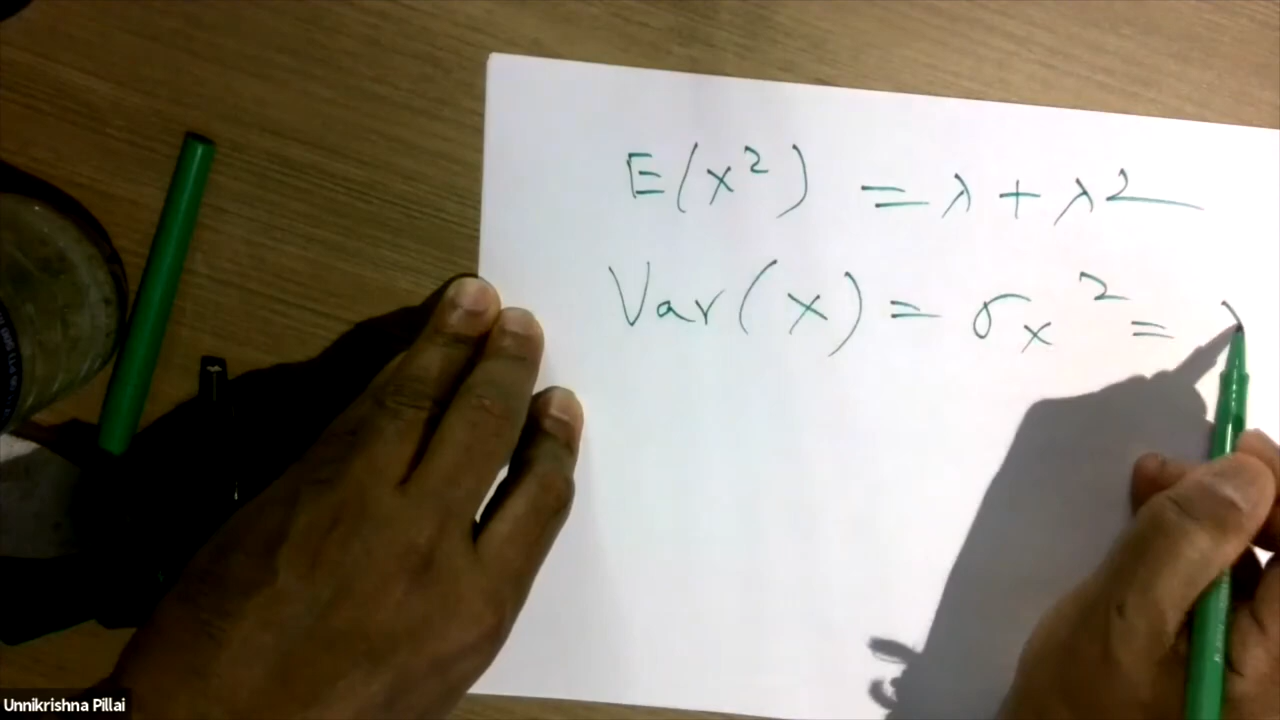 E(x²) = λ + λ²
Var(x) = σₓ² = λ
Unnikrishna Pillai